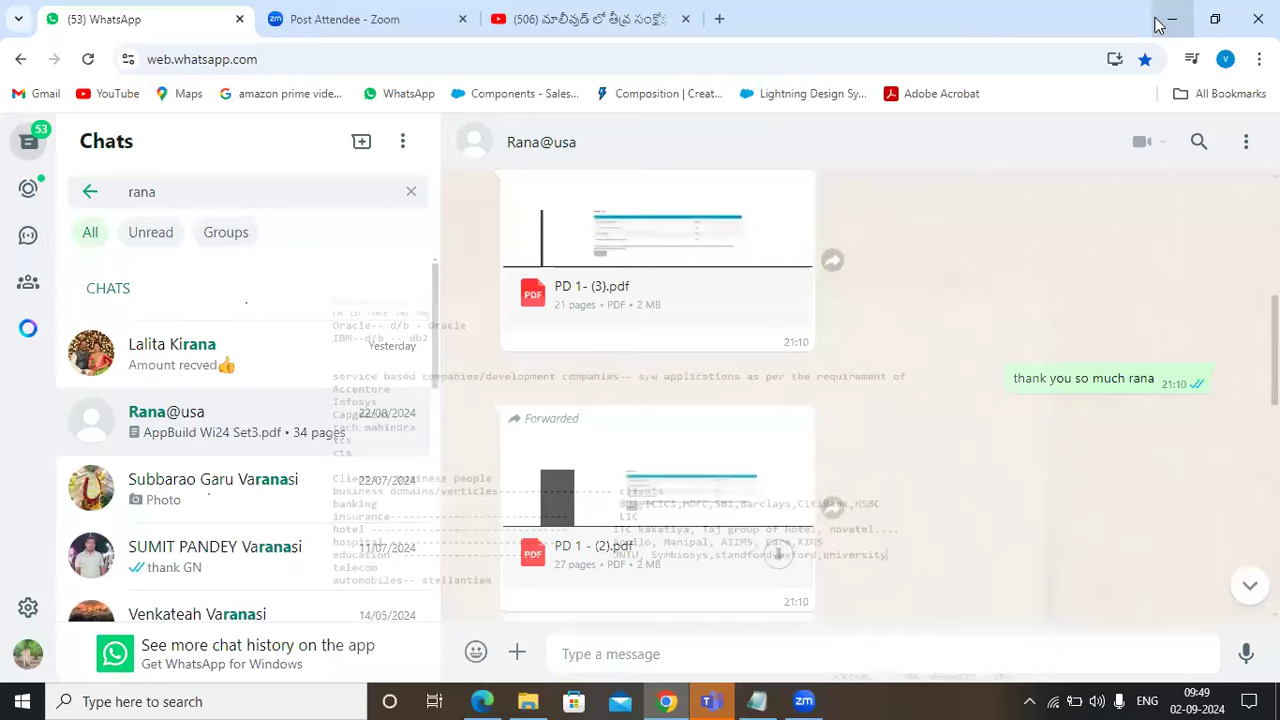 (53) WhatsApp
Post Attendee - Zoom
(506) మాలీవుడ్ లో తీవ్ర సంక్షో
web.whatsapp.com
Gmail
YouTube
Maps
amazon prime vide...
WhatsApp
Components - Sales...
Composition | Creat...
Lightning Design Sy...
Adobe Acrobat
All Bookmarks
53
Chats
rana
All
Unread
Groups
CHATS
Lalita Kirana
Yesterday
Amount recved👍
Rana@usa
22/08/2024
AppBuild Wi24 Set3.pdf • 34 pages
Subbarao Garu Varanasi
22/07/2024
Photo
SUMIT PANDEY Varanasi
11/07/2024
thank GN
Venkateah Varanasi
14/05/2024
See more chat history on the app
Get WhatsApp for Windows
Rana@usa
PDF
PD 1- (3).pdf
21 pages • PDF • 2 MB
21:10
thank you so much rana
21:10
Forwarded
PDF
PD 1 - (2).pdf
27 pages • PDF • 2 MB
21:10
Type a message
Oracle-- d/b - Oracle
IBM--d/b -- db2
service based companies/development companies-- s/w applications as per the requirement of
Accenture
Infosys
Capgemini
tech mahindra
tcs
cts
business domains/verticles
clients
banking
ICICI,HDFC,SBI,Barclays,CitiBank,HSBC
insurance
LIC
hotel
itc kakatiya, Taj group of hotel, novatel....
hospital
Apollo, Manipal, AIIMS, Care,KIMS
education
JNTU, Symbiosys,standford,oxford,university
telecom
automobiles-- stellanties
Type here to search
ENG
09:49
02-09-2024